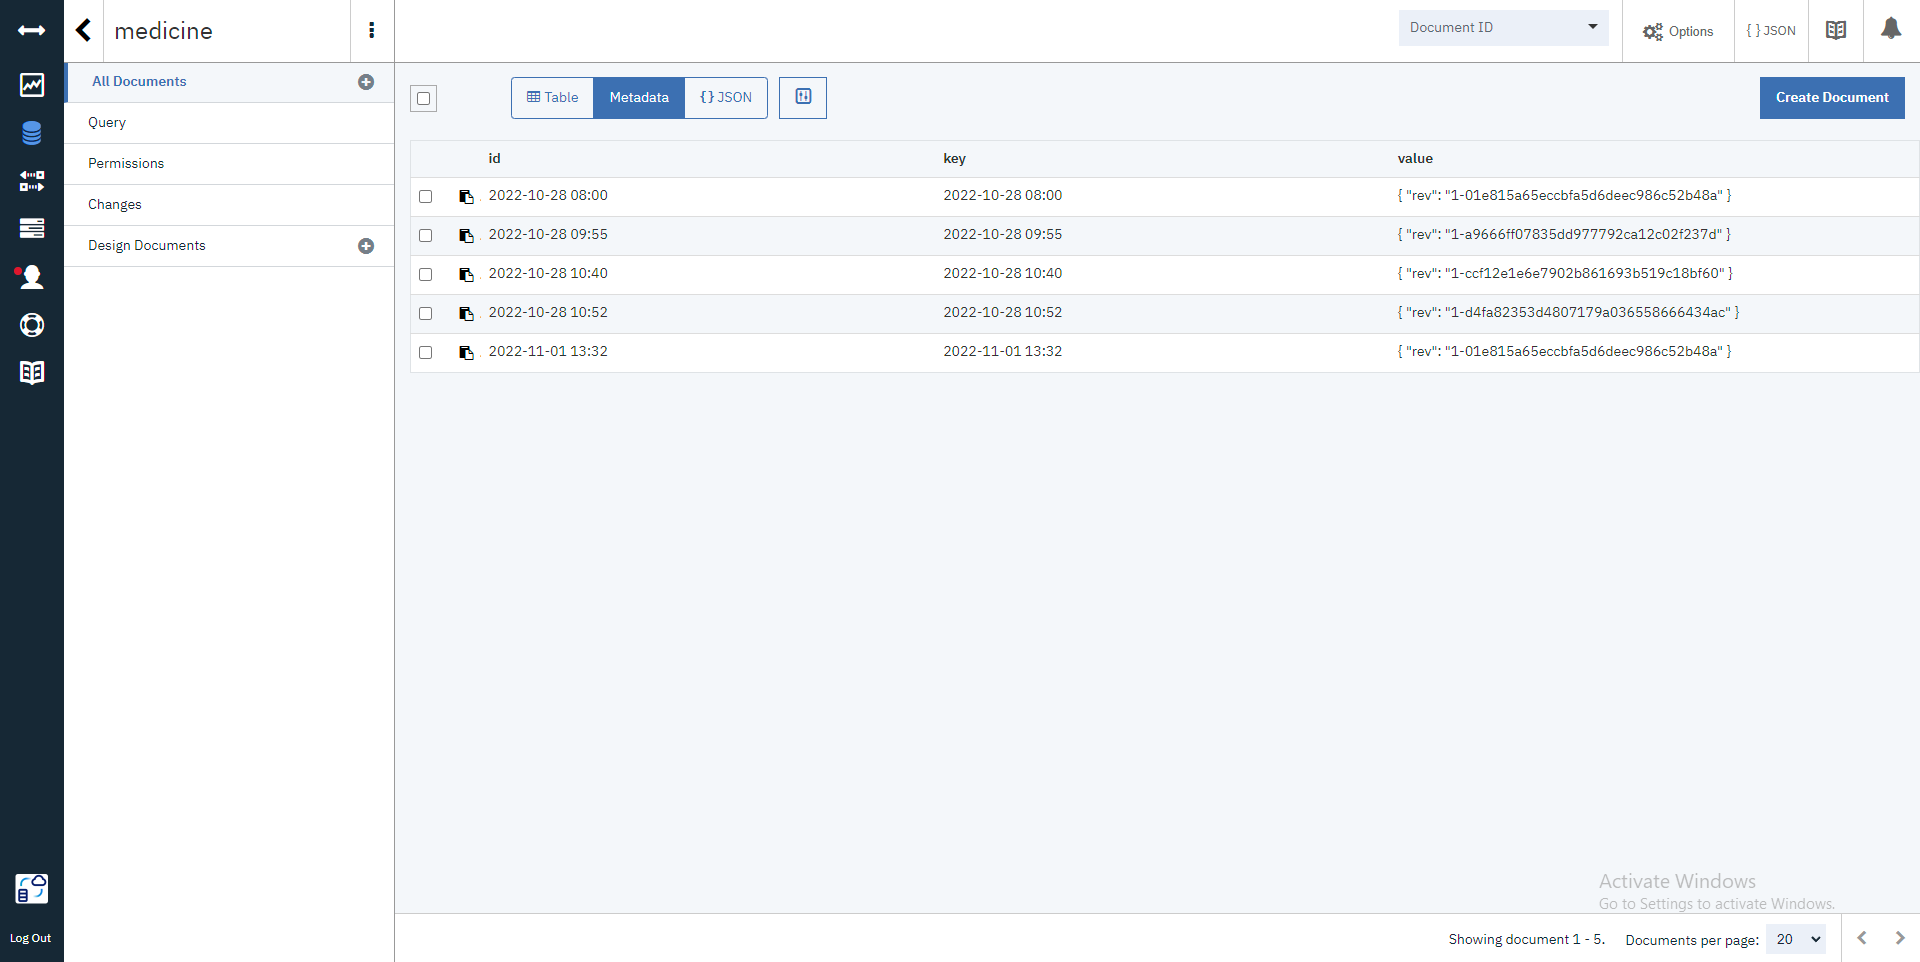 medicine
Document ID
Options
{ } JSON
All Documents
Query
Permissions
Changes
Design Documents
Log Out
Table
Metadata
{} JSON
Create Document
id key value
2022-10-28 08:00 2022-10-28 08:00 { "rev": "1-01e815a65eccbfa5d6deec986c52b48a" }
2022-10-28 09:55 2022-10-28 09:55 { "rev": "1-a9666ff07835dd977792ca12c02f237d" }
2022-10-28 10:40 2022-10-28 10:40 { "rev": "1-ccf12e1e6e7902b861693b519c18bf60" }
2022-10-28 10:52 2022-10-28 10:52 { "rev": "1-d4fa82353d4807179a036558666434ac" }
2022-11-01 13:32 2022-11-01 13:32 { "rev": "1-01e815a65eccbfa5d6deec986c52b48a" }
Activate Windows
Go to Settings to activate Windows.
Showing document 1 - 5. Documents per page: 20